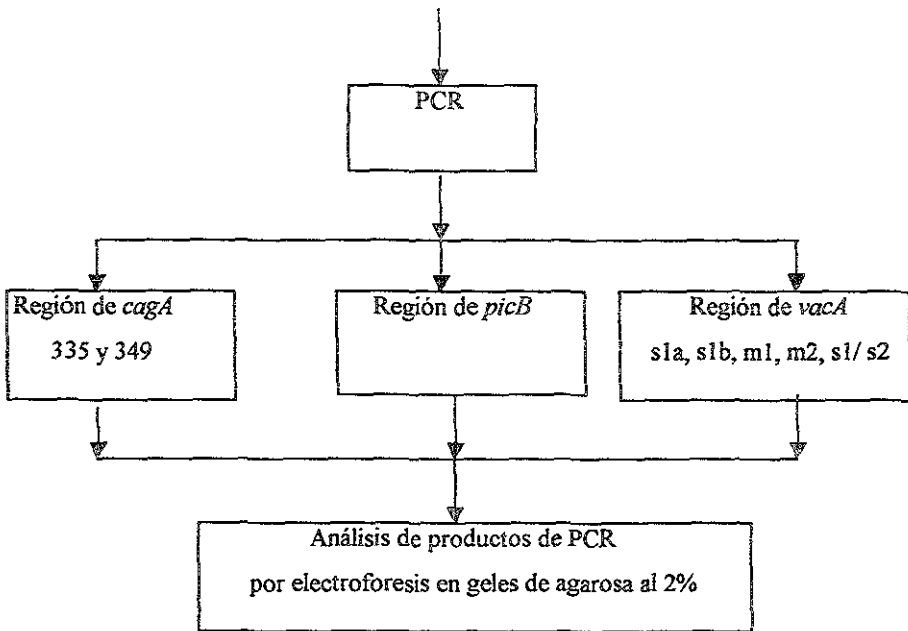 PCR
Región de cagA
335 y 349
Región de picB
Región de vacA
s1a, s1b, m1, m2, s1/ s2
Análisis de productos de PCR
por electroforesis en geles de agarosa al 2%